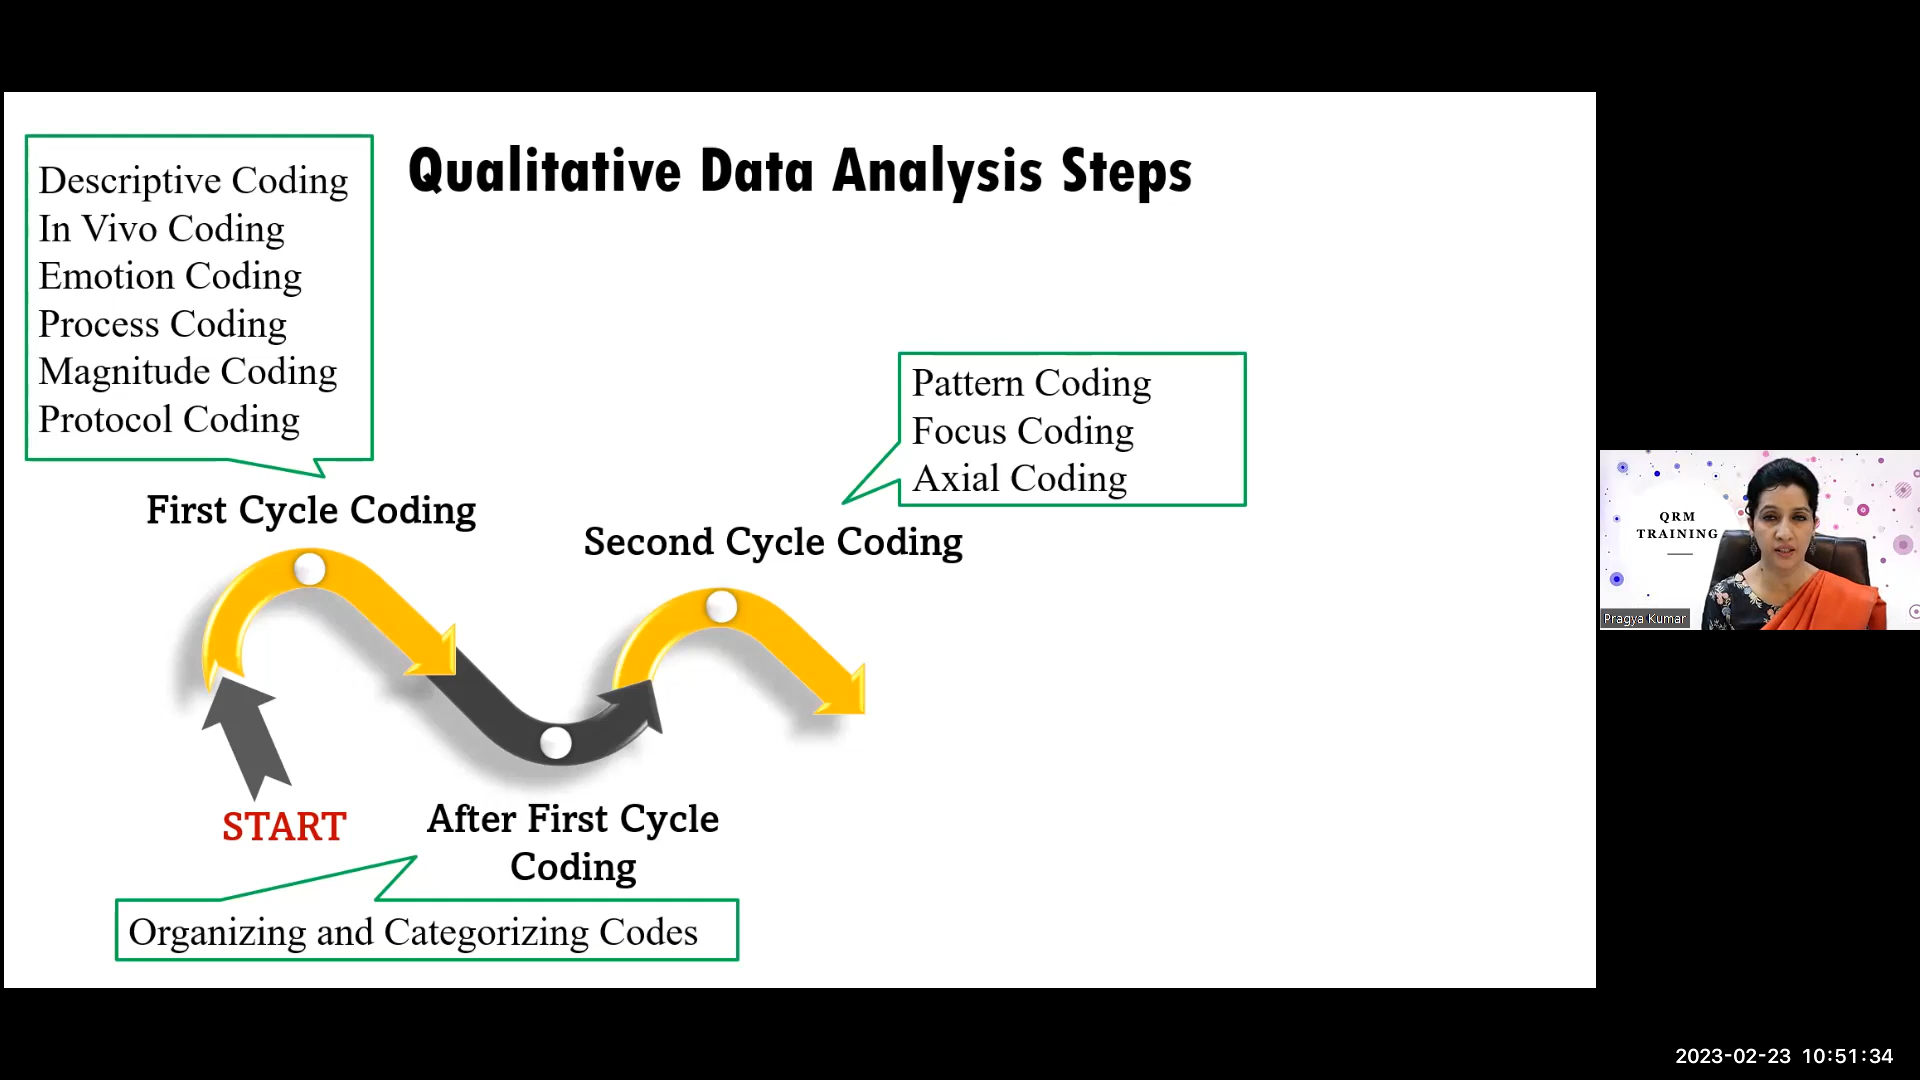 Qualitative Data Analysis Steps
Descriptive Coding
In Vivo Coding
Emotion Coding
Process Coding
Magnitude Coding
Protocol Coding
First Cycle Coding
Pattern Coding
Focus Coding
Axial Coding
Second Cycle Coding
START
After First Cycle
Coding
Organizing and Categorizing Codes
QRM
TRAINING
Pragya Kumar
2023-02-23 10:51:34